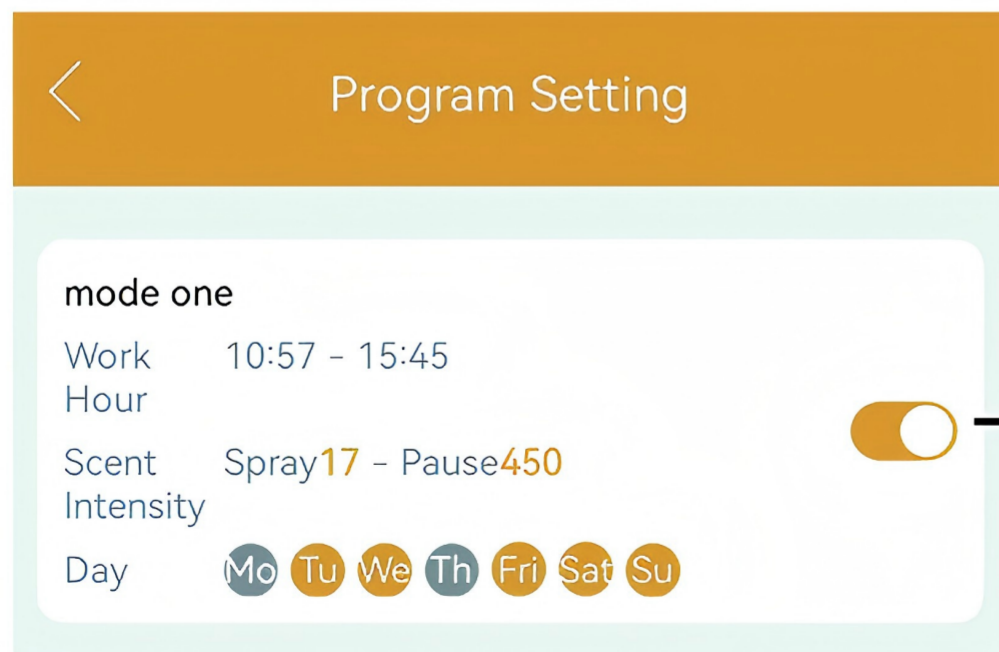 Program Setting
mode one
Work 10:57 - 15:45
Hour
Scent Spray17 - Pause450
Intensity
Day Mo Tu We Th Fri Sat Su